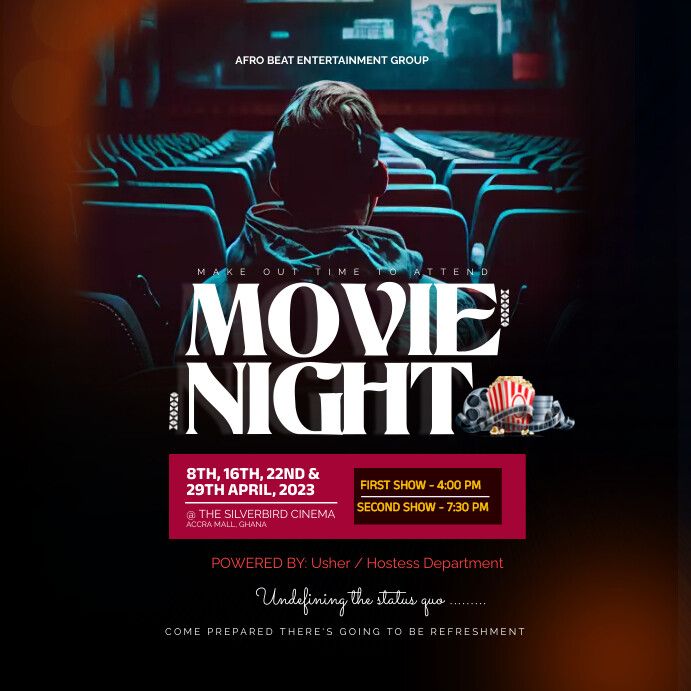 AFRO BEAT ENTERTAINMENT GROUP
MAKE OUT TIME TO ATTEND
MOVIE
NIGHT
8TH, 16TH, 22ND &
29TH APRIL, 2023
@ THE SILVERBIRD CINEMA
ACCRA MALL, GHANA
FIRST SHOW - 4:00 PM
SECOND SHOW - 7:30 PM
POWERED BY: Usher / Hostess Department
Undefining the status quo .........
COME PREPARED THERE'S GOING TO BE REFRESHMENT